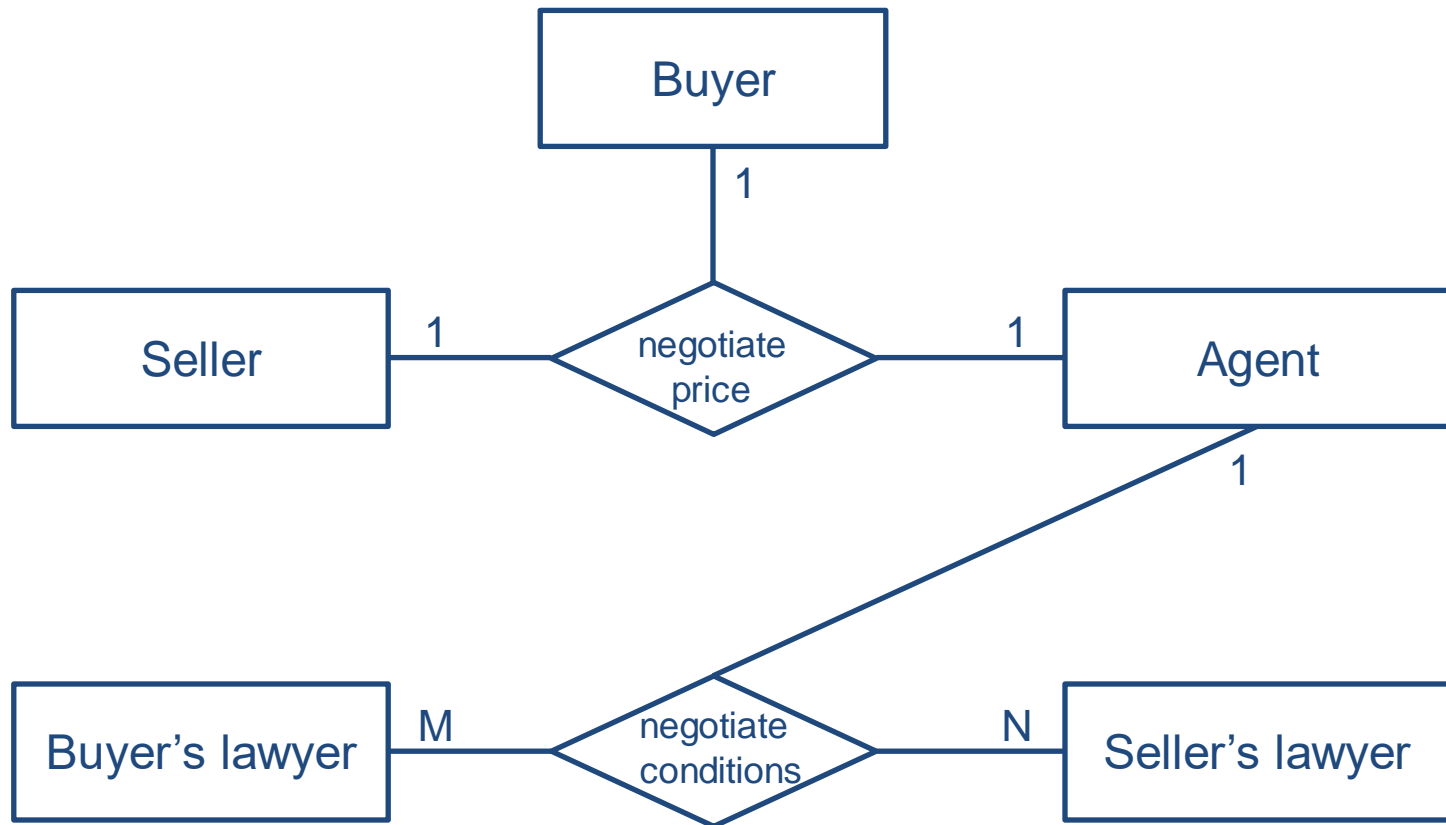 Buyer
1
Seller
1
negotiate
price
1
Agent
1
Buyer’s lawyer
M
negotiate
conditions
N
Seller’s lawyer